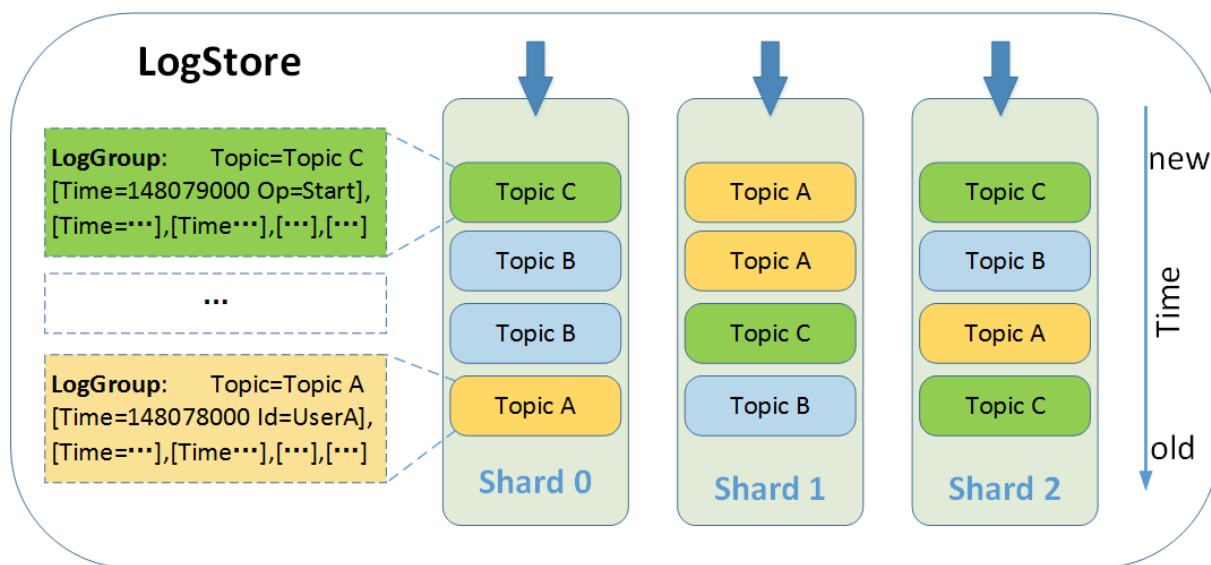 LogStore
LogGroup: Topic=Topic C
[Time=148079000 Op=Start],
[Time=···],[Time···],[···],[···]
···
LogGroup: Topic=Topic A
[Time=148078000 Id=UserA],
[Time=···],[Time···],[···],[···]
Topic C
Topic B
Topic B
Topic A
Shard 0
Topic A
Topic A
Topic C
Topic B
Shard 1
Topic C
Topic B
Topic A
Topic C
Shard 2
new
Time
old